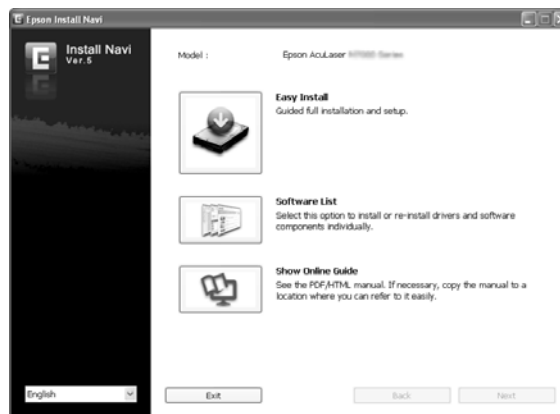 Epson Install Navi
Install Navi
Ver.5
Model :
Epson AcuLaser
Easy Install
Guided full installation and setup.
Software List
Select this option to install or re-install drivers and software
components individually.
Show Online Guide
See the PDF/HTML manual. If necessary, copy the manual to a
location where you can refer to it easily.
English
Exit
Back
Next